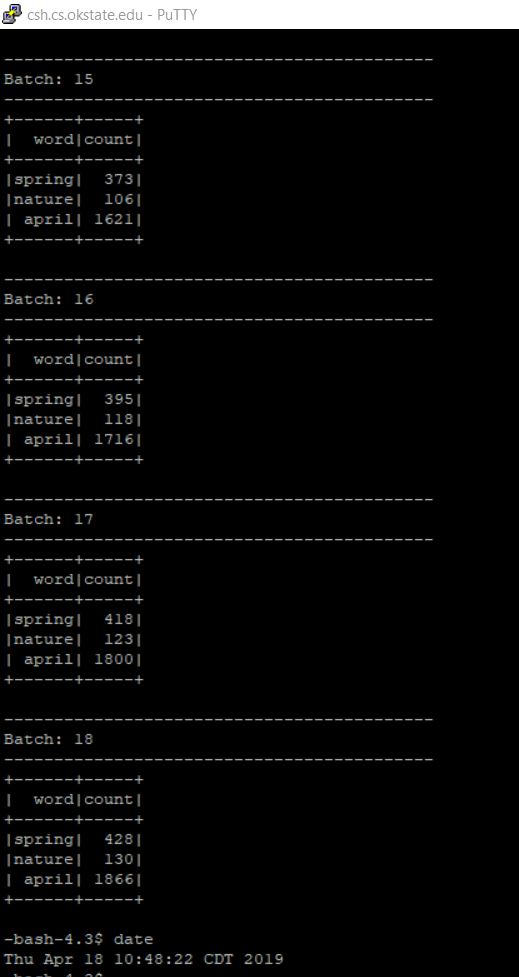 csh.cs.okstate.edu - PuTTY
-------------------------------------------
Batch: 15
-------------------------------------------
+------+-----+
|  word|count|
+------+-----+
|spring|  373|
|nature|  106|
| april| 1621|
+------+-----+
-------------------------------------------
Batch: 16
-------------------------------------------
+------+-----+
|  word|count|
+------+-----+
|spring|  395|
|nature|  118|
| april| 1716|
+------+-----+
-------------------------------------------
Batch: 17
-------------------------------------------
+------+-----+
|  word|count|
+------+-----+
|spring|  418|
|nature|  123|
| april| 1800|
+------+-----+
-------------------------------------------
Batch: 18
-------------------------------------------
+------+-----+
|  word|count|
+------+-----+
|spring|  428|
|nature|  130|
| april| 1866|
+------+-----+
-bash-4.3$ date
Thu Apr 18 10:48:22 CDT 2019